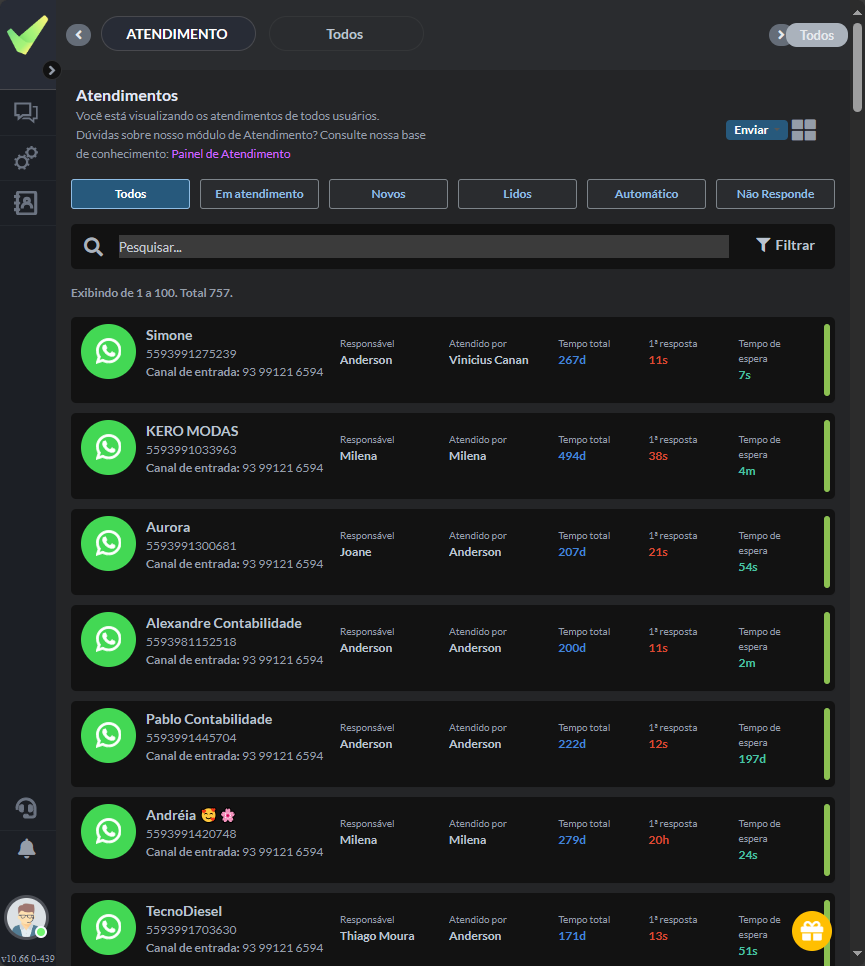 ATENDIMENTO
Todos
Todos
Atendimentos
Você está visualizando os atendimentos de todos usuários.
Dúvidas sobre nosso módulo de Atendimento? Consulte nossa base
de conhecimento: Painel de Atendimento
Enviar
Todos
Em atendimento
Novos
Lidos
Automático
Não Responde
Pesquisar...
Filtrar
Exibindo de 1 a 100. Total 757.
Simone
5593991275239
Canal de entrada: 93 99121 6594
Responsável
Anderson
Atendido por
Vinicius Canan
Tempo total
267d
1ª resposta
11s
Tempo de
espera
7s
KERO MODAS
5593991033963
Canal de entrada: 93 99121 6594
Responsável
Milena
Atendido por
Milena
Tempo total
494d
1ª resposta
38s
Tempo de
espera
4m
Aurora
5593991300681
Canal de entrada: 93 99121 6594
Responsável
Joane
Atendido por
Anderson
Tempo total
207d
1ª resposta
21s
Tempo de
espera
54s
Alexandre Contabilidade
5593981152518
Canal de entrada: 93 99121 6594
Responsável
Anderson
Atendido por
Anderson
Tempo total
200d
1ª resposta
11s
Tempo de
espera
2m
Pablo Contabilidade
5593991445704
Canal de entrada: 93 99121 6594
Responsável
Anderson
Atendido por
Anderson
Tempo total
222d
1ª resposta
12s
Tempo de
espera
197d
Andréia 🥰 🌸
5593991420748
Canal de entrada: 93 99121 6594
Responsável
Milena
Atendido por
Milena
Tempo total
279d
1ª resposta
20h
Tempo de
espera
24s
TecnoDiesel
5593991703630
Canal de entrada: 93 99121 6594
Responsável
Thiago Moura
Atendido por
Anderson
Tempo total
171d
1ª resposta
13s
Tempo de
espera
51s
v10.66.0-439